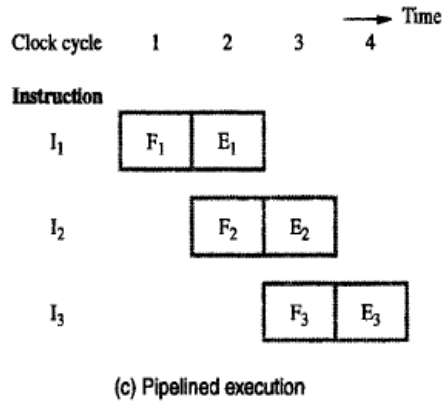 Time
Clock cycle 1 2 3 4
Instruction
I₁ F₁ E₁
I₂ F₂ E₂
I₃ F₃ E₃
(c) Pipelined execution